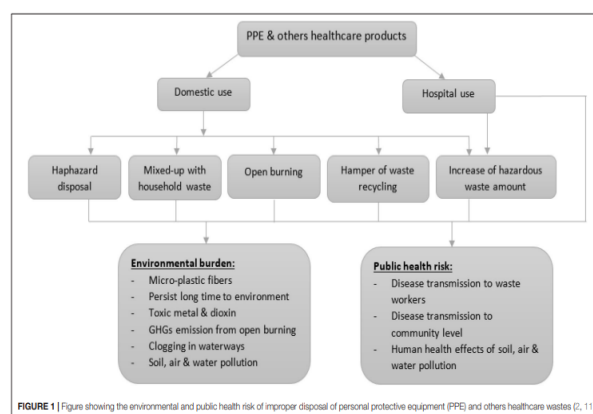 PPE & others healthcare products
Domestic use
Hospital use
Haphazard
disposal
Mixed-up with
household waste
Open burning
Hamper of waste
recycling
Increase of hazardous
waste amount
Environmental burden:
- Micro-plastic fibers
- Persist long time to environment
- Toxic metal & dioxin
- GHGs emission from open burning
- Clogging in waterways
- Soil, air & water pollution
Public health risk:
- Disease transmission to waste
workers
- Disease transmission to
community level
- Human health effects of soil, air &
water pollution
FIGURE 1 | Figure showing the environmental and public health risk of improper disposal of personal protective equipment (PPE) and others healthcare wastes (2, 11